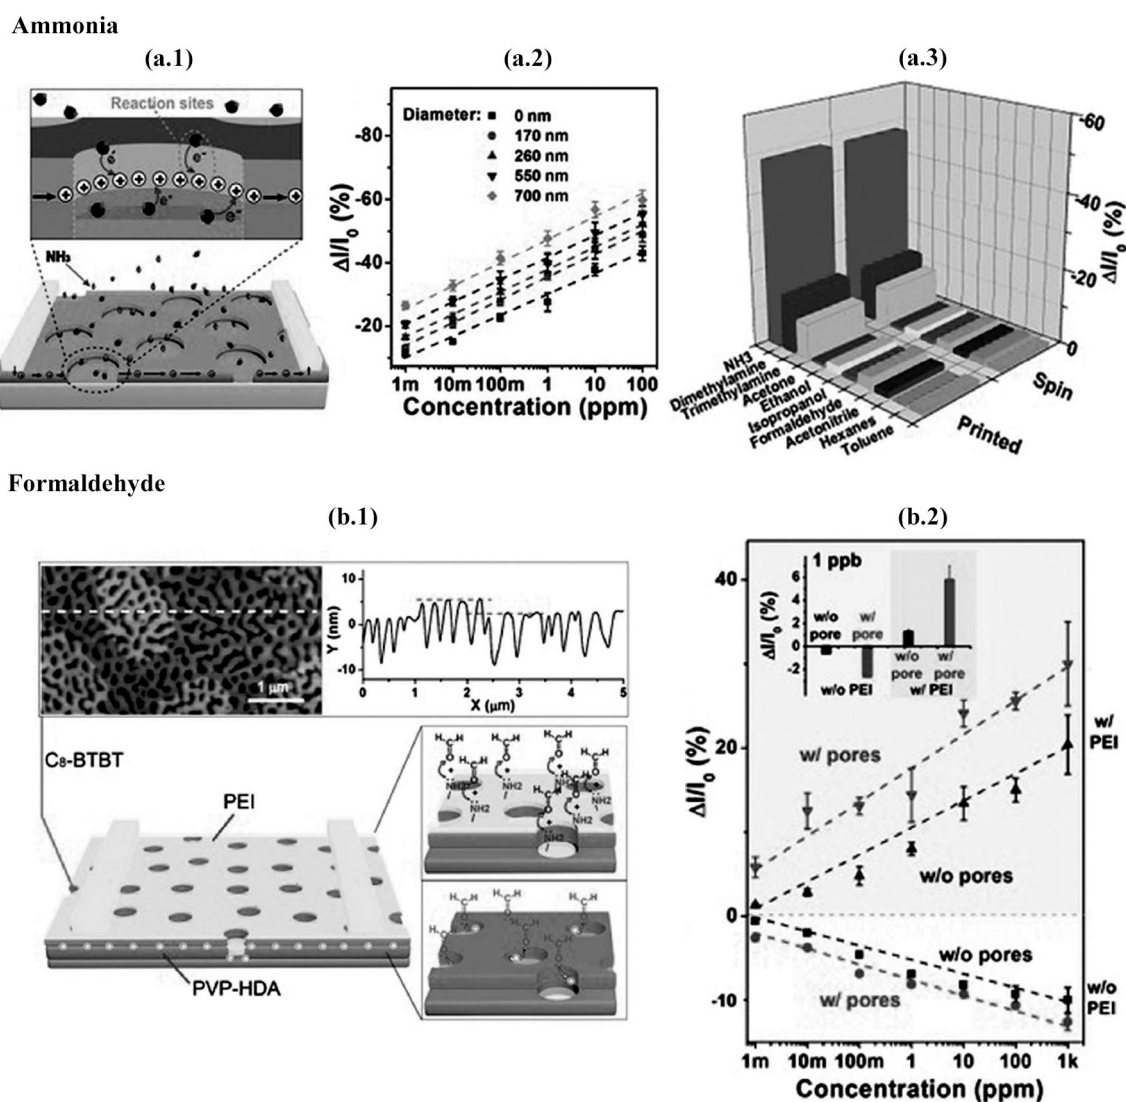 Ammonia
(a.1)
(a.2)
(a.3)
Reaction sites
e-
e-
e-
e-
NH₃
Diameter:
0 nm
170 nm
260 nm
550 nm
700 nm
-80
-60
-40
-20
ΔI/I₀ (%)
1m 10m 100m 1 10 100
Concentration (ppm)
-60
-40
-20
0
ΔI/I₀ (%)
NH3
Dimethylamine
Trimethylamine
Acetone
Ethanol
Isopropanol
Formaldehyde
Acetonitrile
Hexanes
Toluene
Spin
Printed
Formaldehyde
(b.1)
(b.2)
1 μm
10
0
-10
Y (nm)
0 1 2 3 4 5
X (μm)
C₈-BTBT
PEI
PVP-HDA
40
20
0
-10
ΔI/I₀ (%)
1 ppb
6
4
2
0
-2
ΔI/I₀ (%)
w/o pore
w/ pore
w/o pore
w/ pore
w/o PEI
w/ PEI
w/ pores
w/o pores
w/o pores
w/ pores
w/ PEI
w/o PEI
1m 10m 100m 1 10 100 1k
Concentration (ppm)